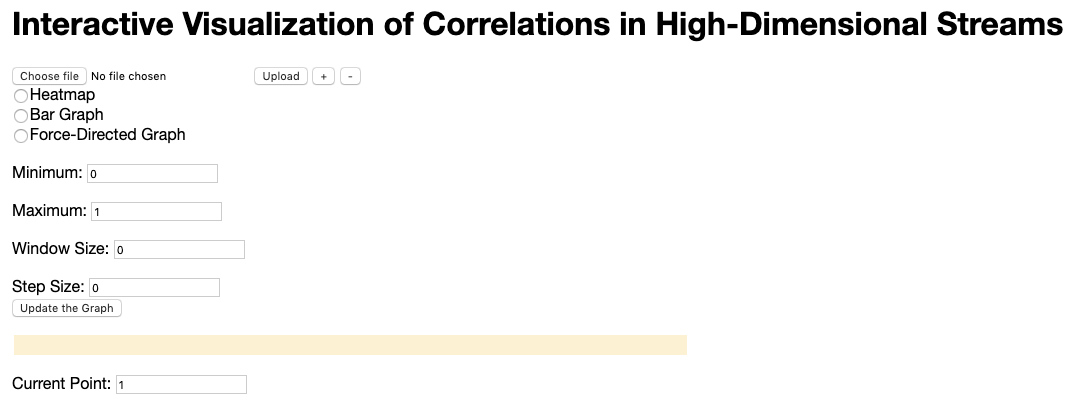 Interactive Visualization of Correlations in High-Dimensional Streams
Choose file No file chosen Upload + -
Heatmap
Bar Graph
Force-Directed Graph
Minimum: 0
Maximum: 1
Window Size: 0
Step Size: 0
Update the Graph
Current Point: 1